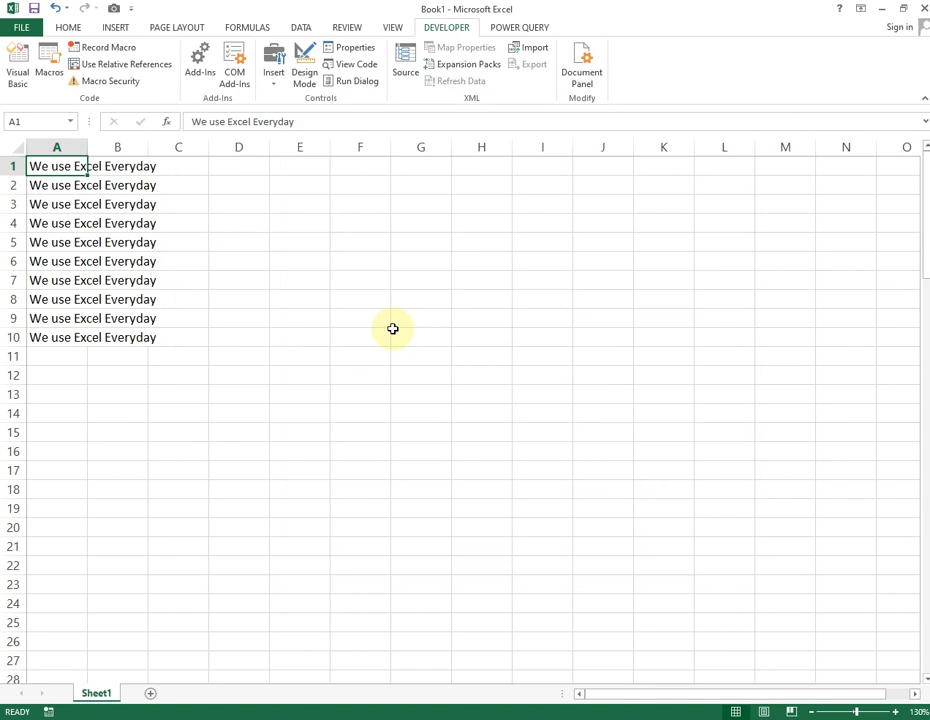 Book1 - Microsoft Excel
FILE HOME INSERT PAGE LAYOUT FORMULAS DATA REVIEW VIEW DEVELOPER POWER QUERY Sign in
Visual Basic
Macros
Record Macro
Use Relative References
Macro Security
Code
Add-Ins
COM Add-Ins
Add-Ins
Insert
Design Mode
Properties
View Code
Run Dialog
Controls
Source
Map Properties
Expansion Packs
Refresh Data
Import
Export
XML
Document Panel
Modify
A1 fx We use Excel Everyday
A B C D E F G H I J K L M N O
1 We use Excel Everyday
2 We use Excel Everyday
3 We use Excel Everyday
4 We use Excel Everyday
5 We use Excel Everyday
6 We use Excel Everyday
7 We use Excel Everyday
8 We use Excel Everyday
9 We use Excel Everyday
10 We use Excel Everyday
11
12
13
14
15
16
17
18
19
20
21
22
23
24
25
26
27
28
Sheet1
READY 130%